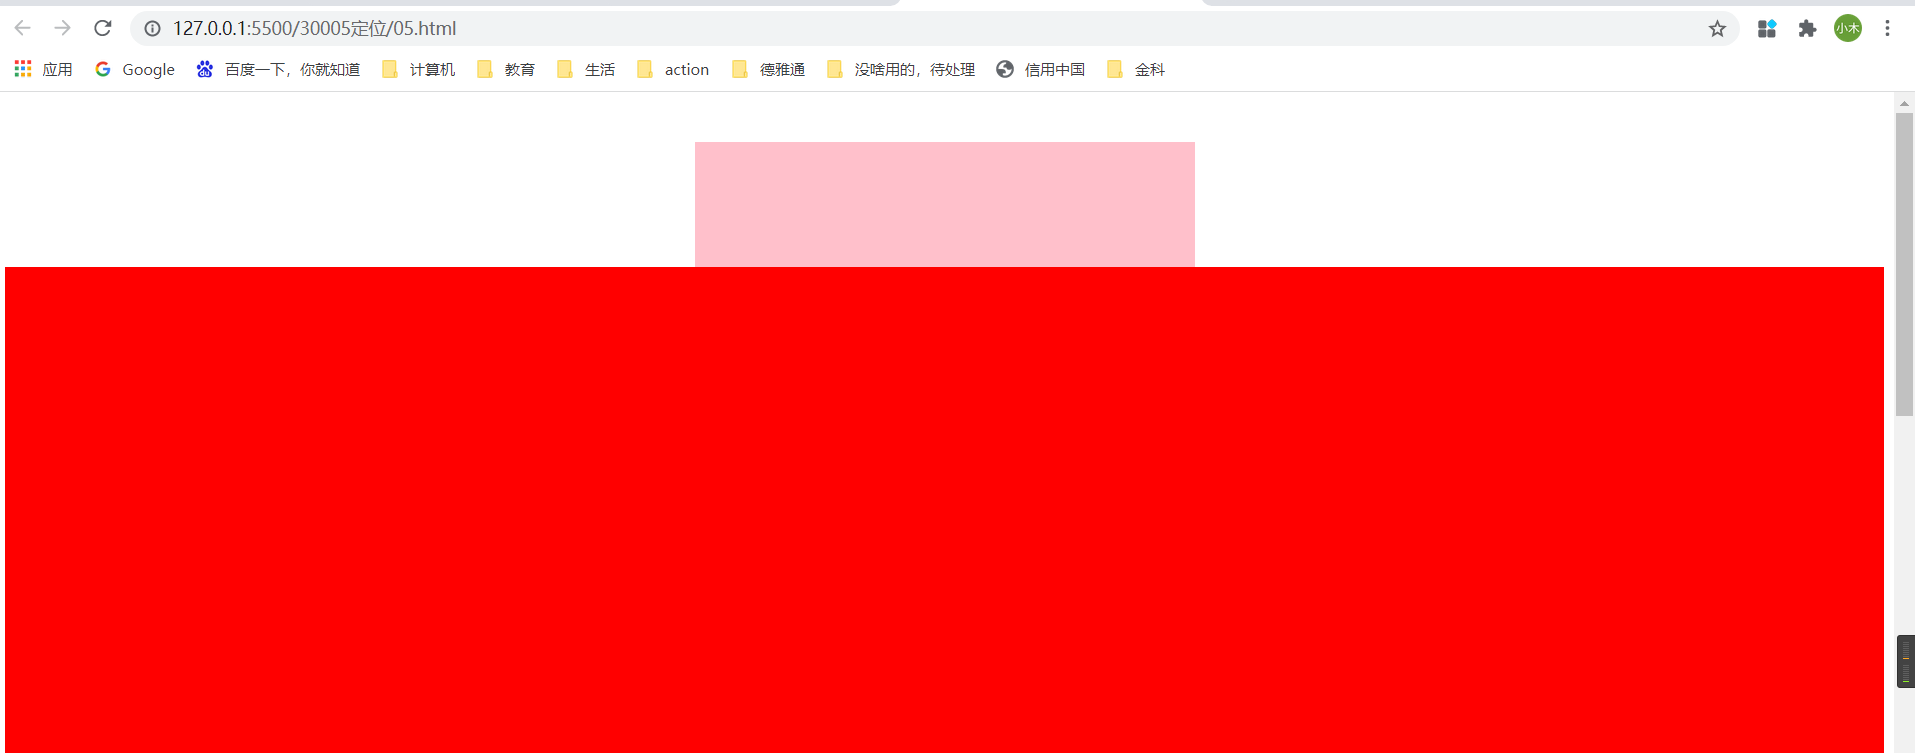 127.0.0.1:5500/30005定位/05.html
小木
应用 Google 百度一下，你就知道 计算机 教育 生活 action 德雅通 没啥用的，待处理 信用中国 金科